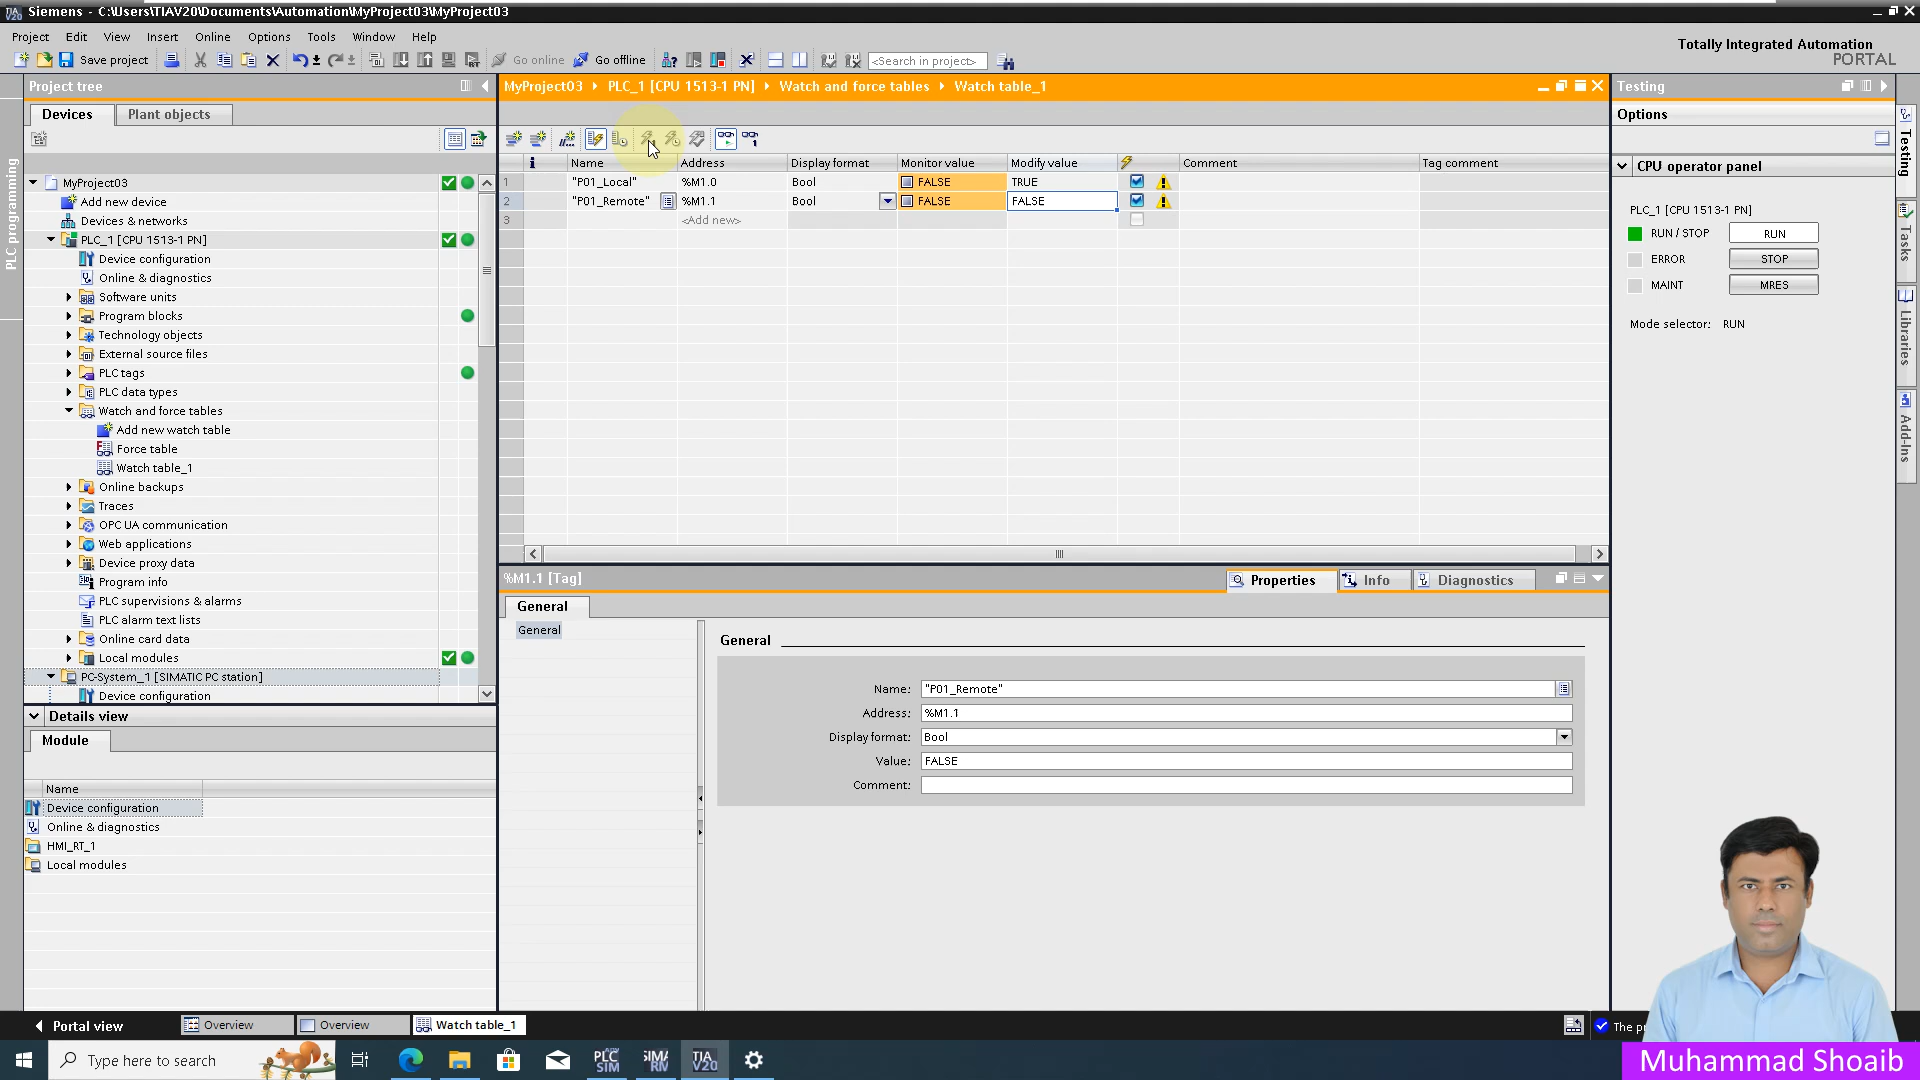 Siemens - C:\Users\TIAV20\Documents\Automation\MyProject03\MyProject03
Project Edit View Insert Online Options Tools Window Help
Save project Go online Go offline <Search in project>
Totally Integrated Automation
PORTAL
Project tree
MyProject03 PLC_1 [CPU 1513-1 PN] Watch and force tables Watch table_1
Testing
Devices Plant objects
Options
PLC programming
i Name Address Display format Monitor value Modify value Comment Tag comment
1 "P01_Local" %M1.0 Bool FALSE TRUE
2 "P01_Remote" %M1.1 Bool FALSE FALSE
3 <Add new>
MyProject03
Add new device
Devices & networks
PLC_1 [CPU 1513-1 PN]
Device configuration
Online & diagnostics
Software units
Program blocks
Technology objects
External source files
PLC tags
PLC data types
Watch and force tables
Add new watch table
Force table
Watch table_1
Online backups
Traces
OPC UA communication
Web applications
Device proxy data
Program info
PLC supervisions & alarms
PLC alarm text lists
Online card data
Local modules
PC-System_1 [SIMATIC PC station]
Device configuration
CPU operator panel
PLC_1 [CPU 1513-1 PN]
RUN / STOP RUN
ERROR STOP
MAINT MRES
Mode selector: RUN
Testing
Tasks
Libraries
Add-Ins
%M1.1 [Tag]
Properties Info Diagnostics
General
General
General
Name: "P01_Remote"
Address: %M1.1
Display format: Bool
Value: FALSE
Comment:
Details view
Module
Name
Device configuration
Online & diagnostics
HMI_RT_1
Local modules
Portal view Overview Overview Watch table_1
The pr
Type here to search
PLC SIM
TIA V20
Muhammad Shoaib